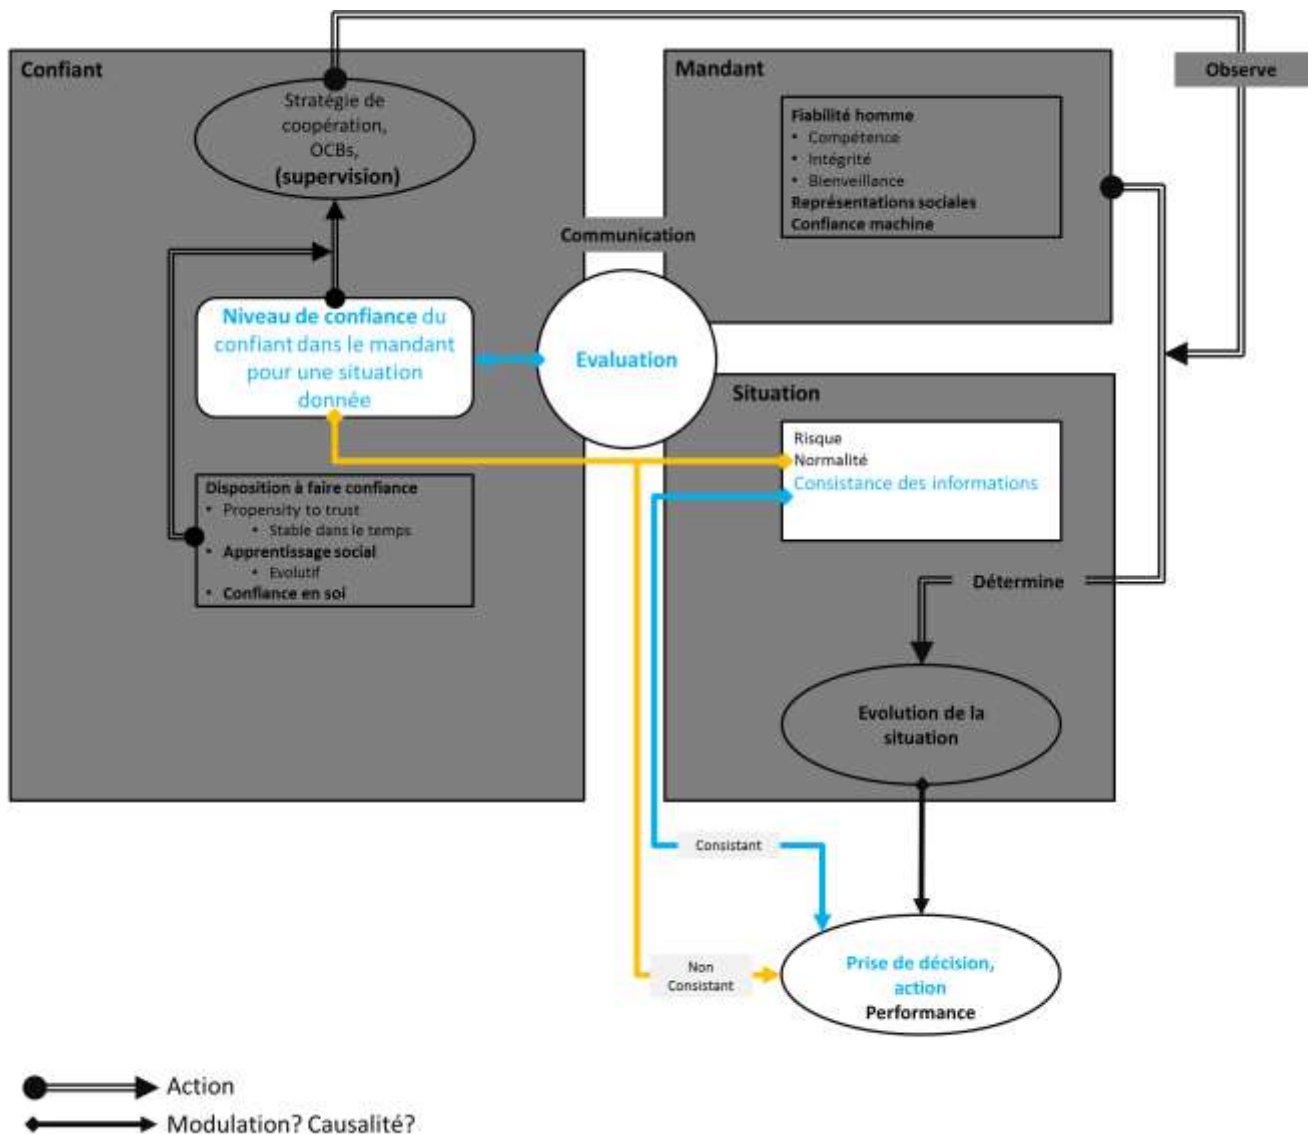 Confiant
Stratégie de
coopération,
OCBs,
(supervision)
Niveau de confiance du
confiant dans le mandant
pour une situation
donnée
Disposition à faire confiance
• Propensity to trust
• Stable dans le temps
• Apprentissage social
• Evolutif
• Confiance en soi
Communication
Evaluation
Mandant
Fiabilité homme
• Compétence
• Intégrité
• Bienveillance
Représentations sociales
Confiance machine
Observe
Situation
Risque
Normalité
Consistance des informations
Détermine
Evolution de la
situation
Consistant
Non
Consistant
Prise de décision,
action
Performance
Action
Modulation? Causalité?